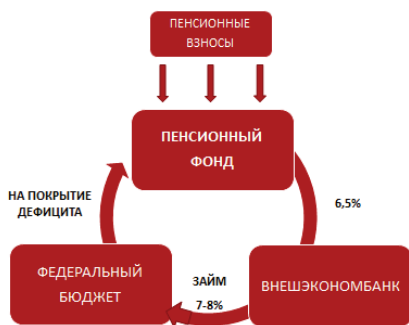 ПЕНСИОННЫЕ
ВЗНОСЫ
ПЕНСИОННЫЙ
ФОНД
НА ПОКРЫТИЕ
ДЕФИЦИТА
6,5%
ФЕДЕРАЛЬНЫЙ
БЮДЖЕТ
ЗАЙМ
7-8%
ВНЕШЭКОНОМБАНК